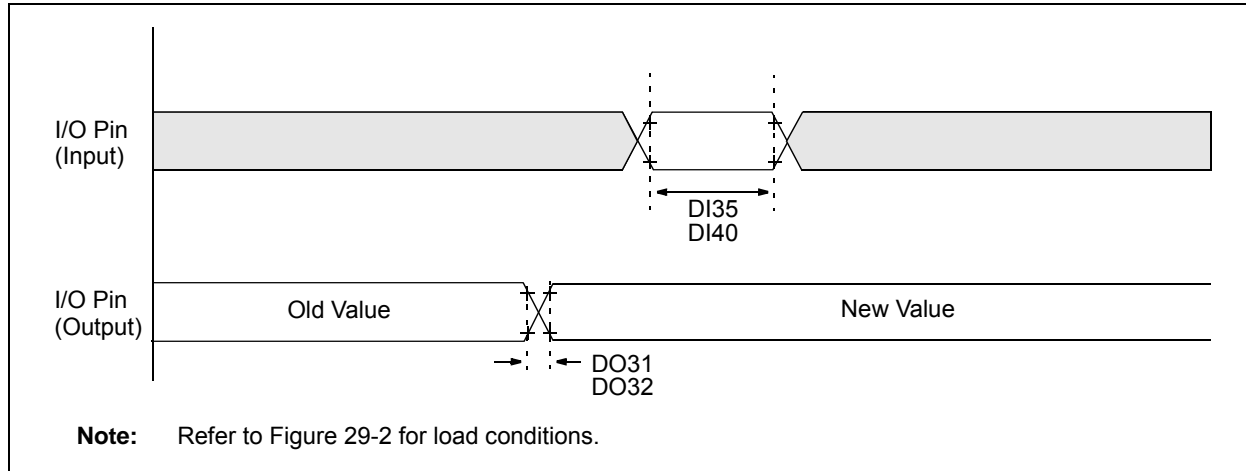 I/O Pin
(Input)
DI35
DI40
I/O Pin
(Output)
Old Value
New Value
DO31
DO32
Note: Refer to Figure 29-2 for load conditions.